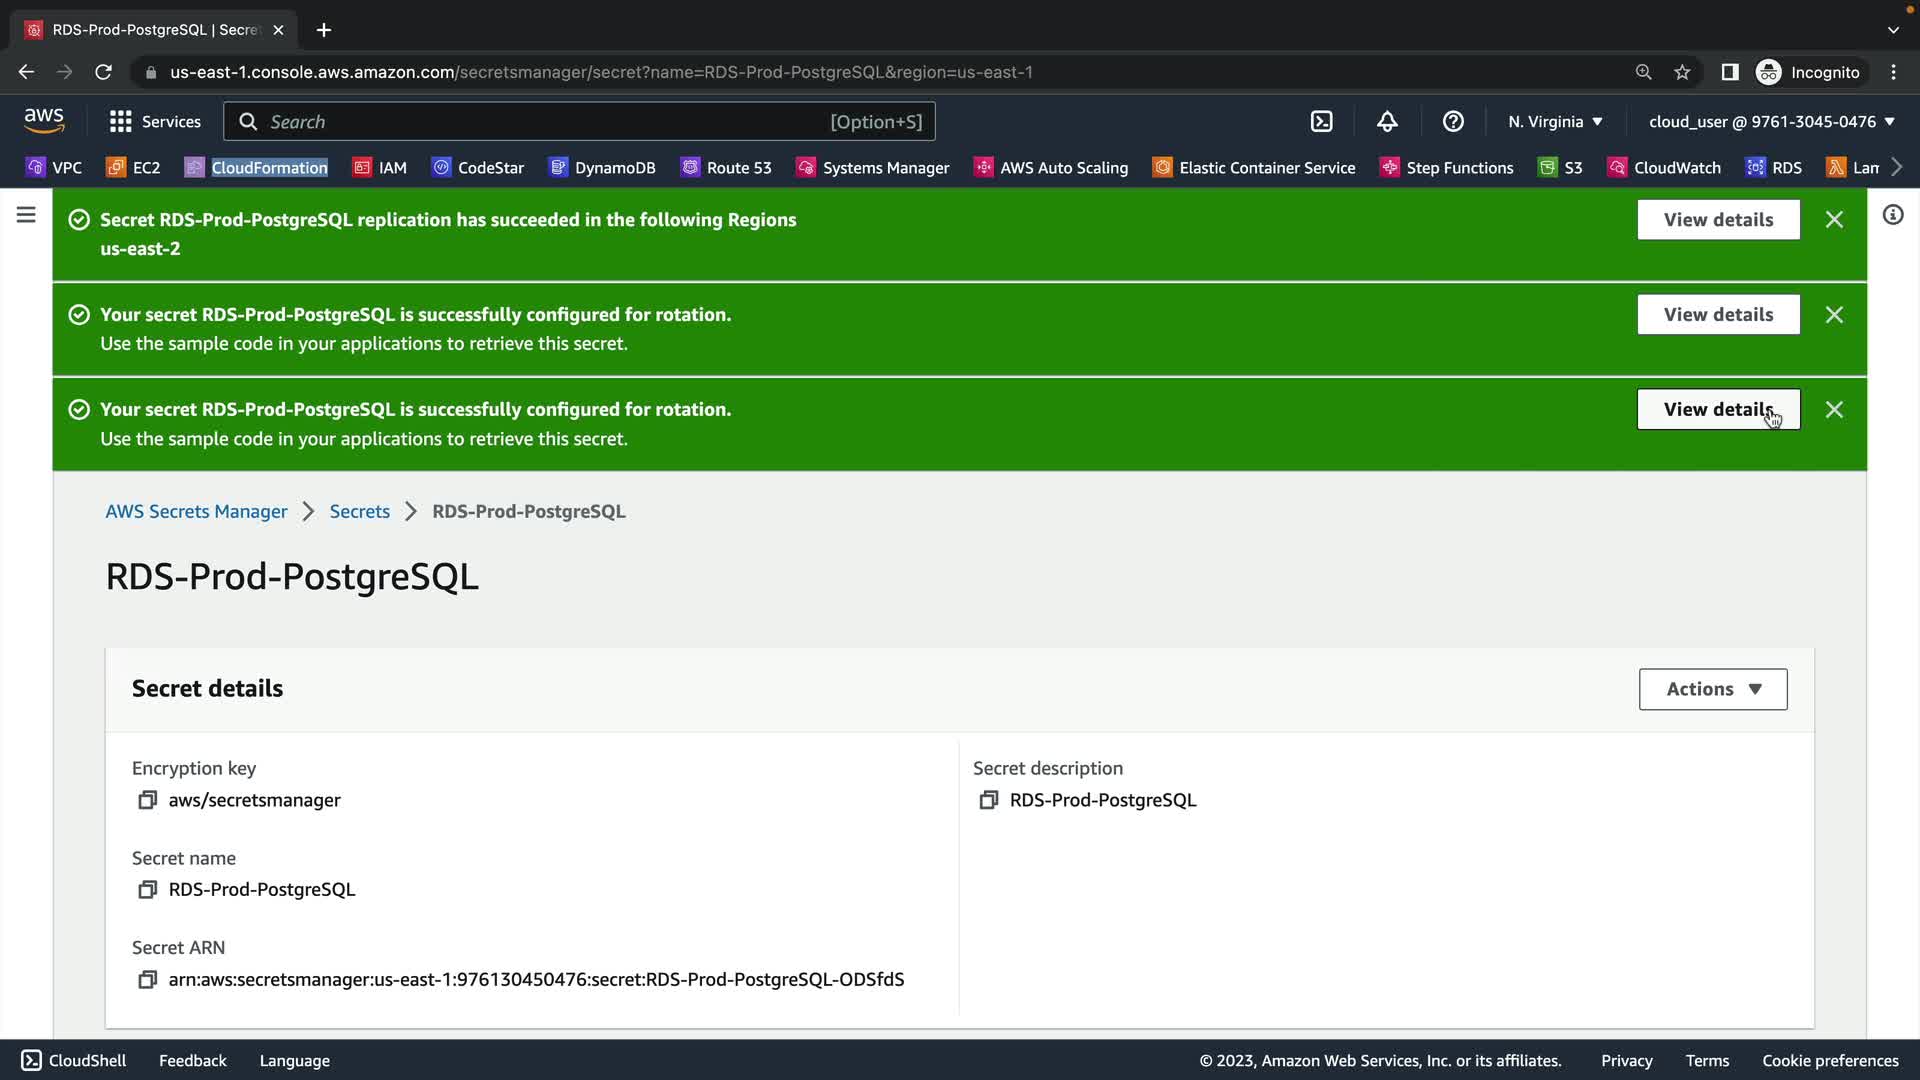 RDS-Prod-PostgreSQL | Secre
us-east-1.console.aws.amazon.com/secretsmanager/secret?name=RDS-Prod-PostgreSQL&region=us-east-1
Incognito
aws
Services
Search
[Option+S]
N. Virginia
cloud_user @ 9761-3045-0476
VPC
EC2
CloudFormation
IAM
CodeStar
DynamoDB
Route 53
Systems Manager
AWS Auto Scaling
Elastic Container Service
Step Functions
S3
CloudWatch
RDS
Lam
Secret RDS-Prod-PostgreSQL replication has succeeded in the following Regions
us-east-2
View details
Your secret RDS-Prod-PostgreSQL is successfully configured for rotation.
Use the sample code in your applications to retrieve this secret.
View details
Your secret RDS-Prod-PostgreSQL is successfully configured for rotation.
Use the sample code in your applications to retrieve this secret.
View details
AWS Secrets Manager
Secrets
RDS-Prod-PostgreSQL
RDS-Prod-PostgreSQL
Secret details
Actions
Encryption key
aws/secretsmanager
Secret description
RDS-Prod-PostgreSQL
Secret name
RDS-Prod-PostgreSQL
Secret ARN
arn:aws:secretsmanager:us-east-1:976130450476:secret:RDS-Prod-PostgreSQL-ODSfdS
CloudShell
Feedback
Language
© 2023, Amazon Web Services, Inc. or its affiliates.
Privacy
Terms
Cookie preferences